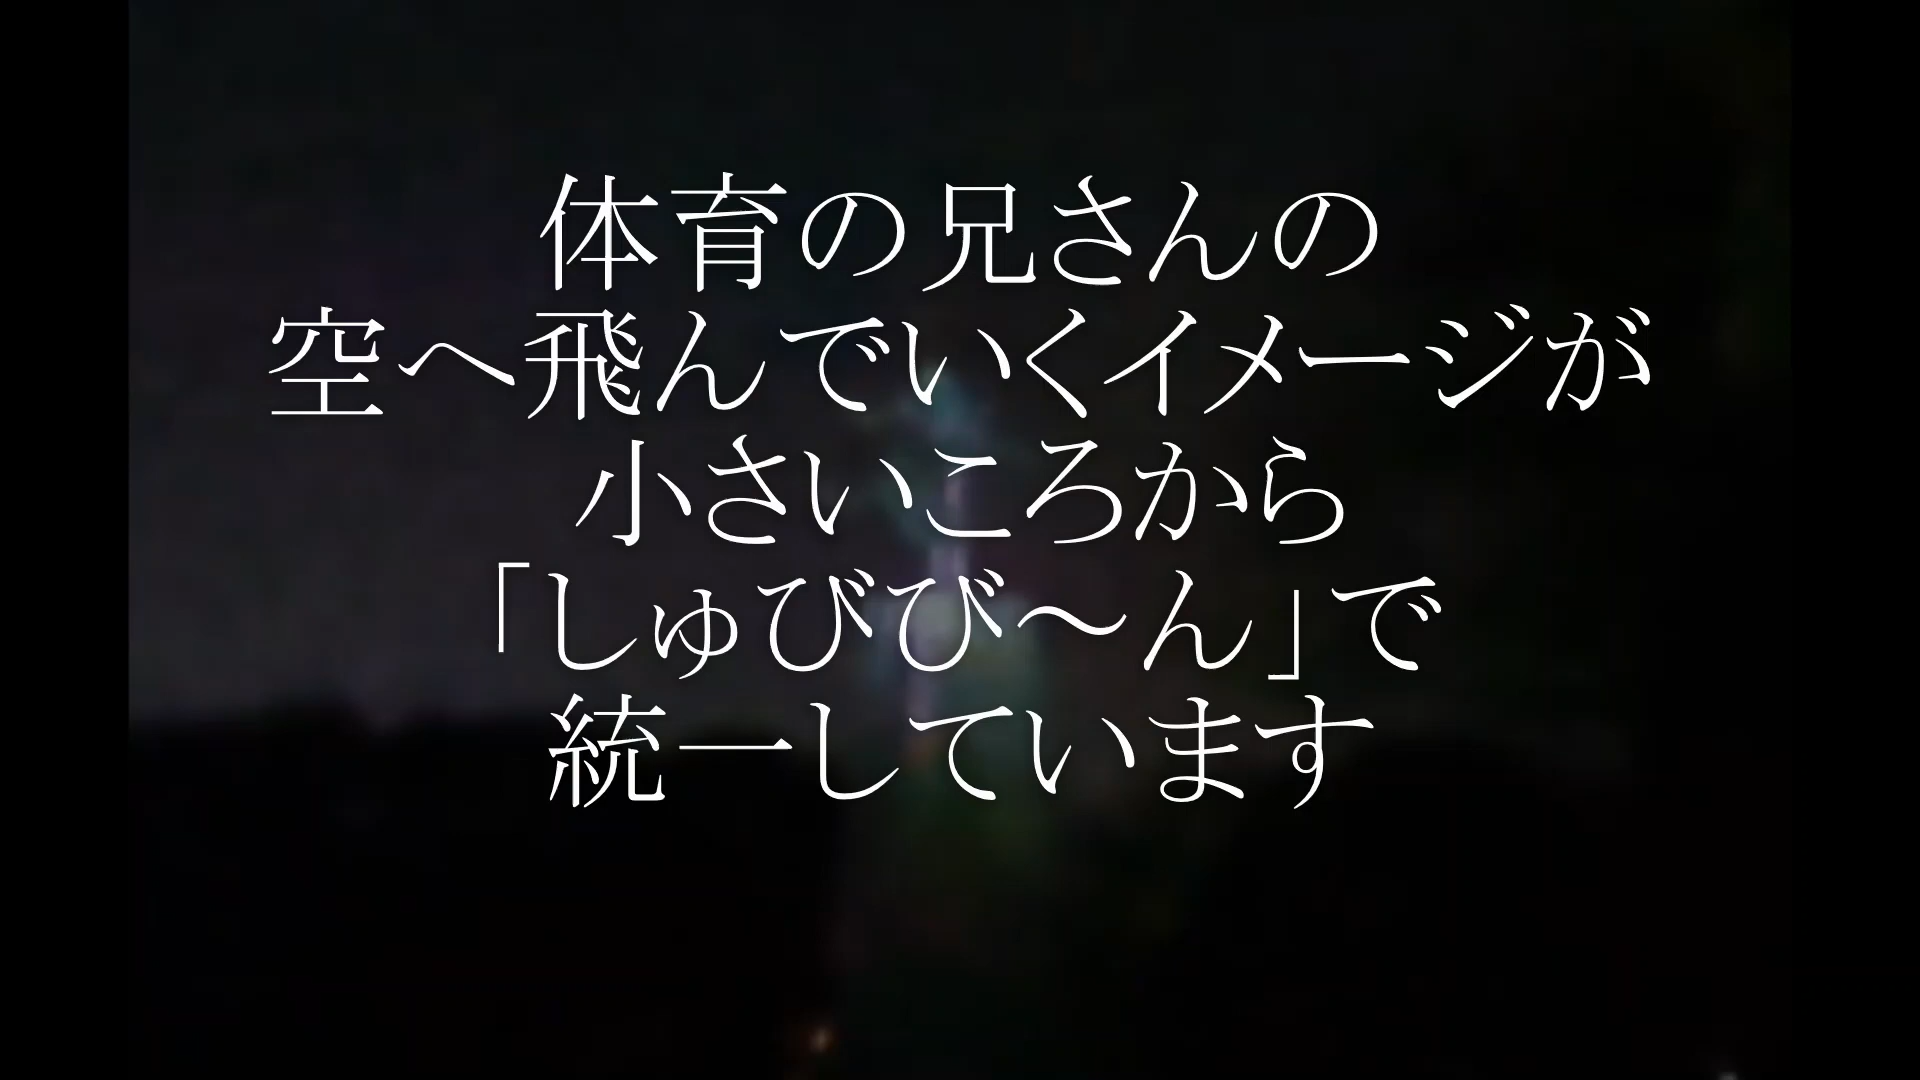 体育の兄さんの
空へ飛んでいくイメージが
小さいころから
「しゅびび〜ん」で
統一しています